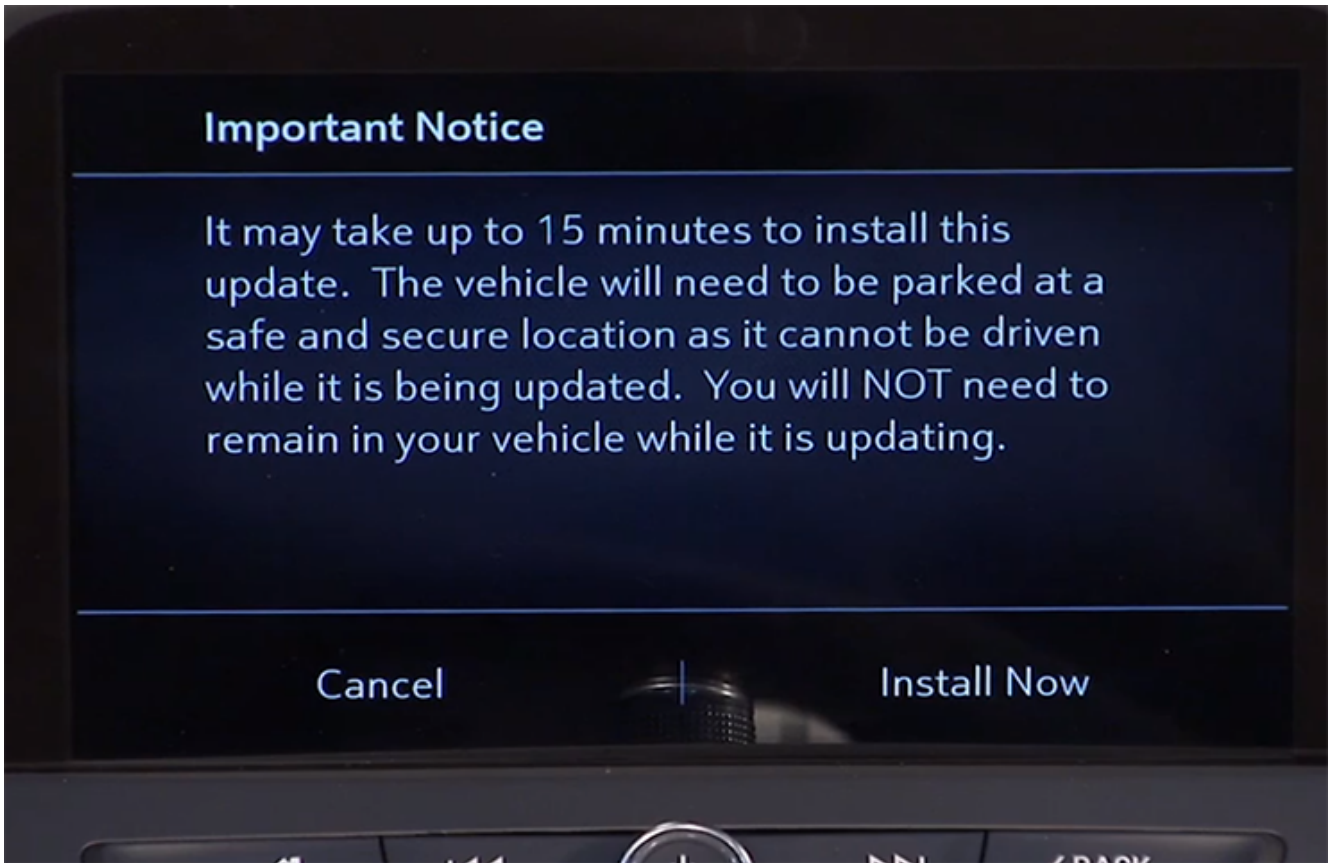 Important Notice
It may take up to 15 minutes to install this
update.  The vehicle will need to be parked at a
safe and secure location as it cannot be driven
while it is being updated.  You will NOT need to
remain in your vehicle while it is updating.
Cancel | Install Now
BACK